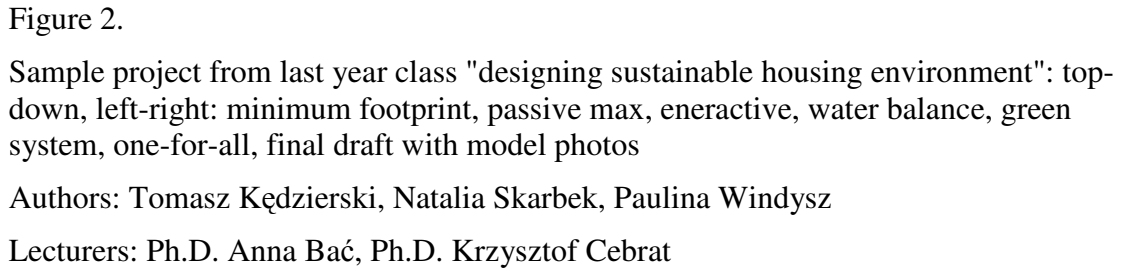 Figure 2.
Sample project from last year class "designing sustainable housing environment": top-
down, left-right: minimum footprint, passive max, eneractive, water balance, green
system, one-for-all, final draft with model photos
Authors: Tomasz Kędzierski, Natalia Skarbek, Paulina Windysz
Lecturers: Ph.D. Anna Bać, Ph.D. Krzysztof Cebrat